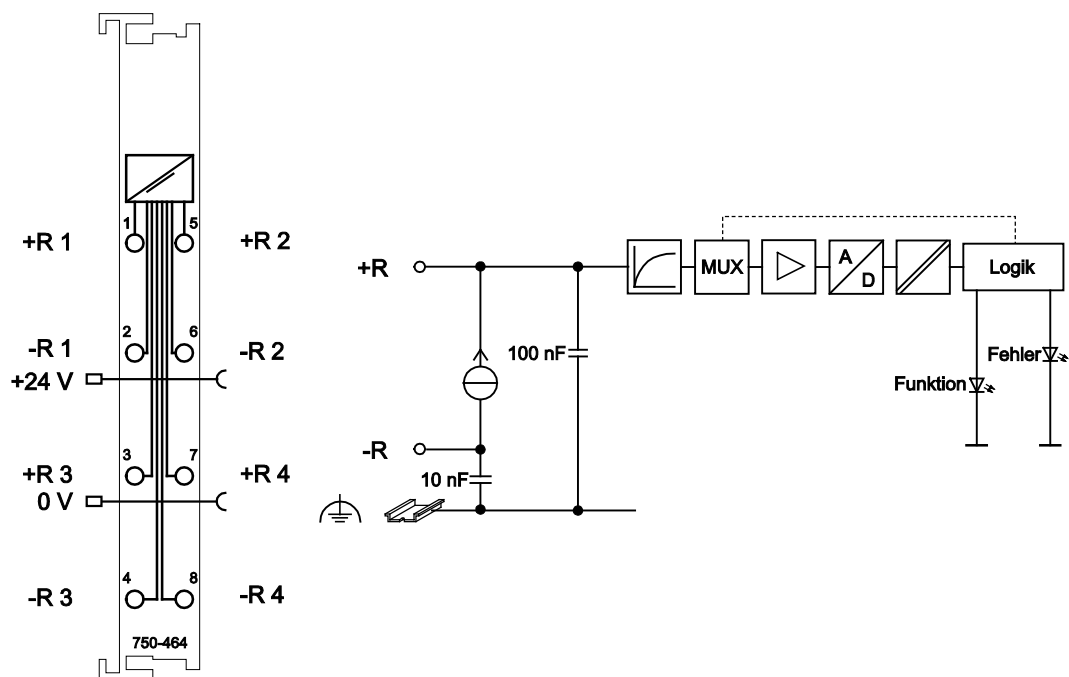 1
5
+R 1
+R 2
2
6
-R 1
-R 2
+24 V
3
7
+R 3
+R 4
0 V
4
8
-R 3
-R 4
750-464
+R
100 nF
-R
10 nF
MUX
A
D
Logik
Fehler
Funktion